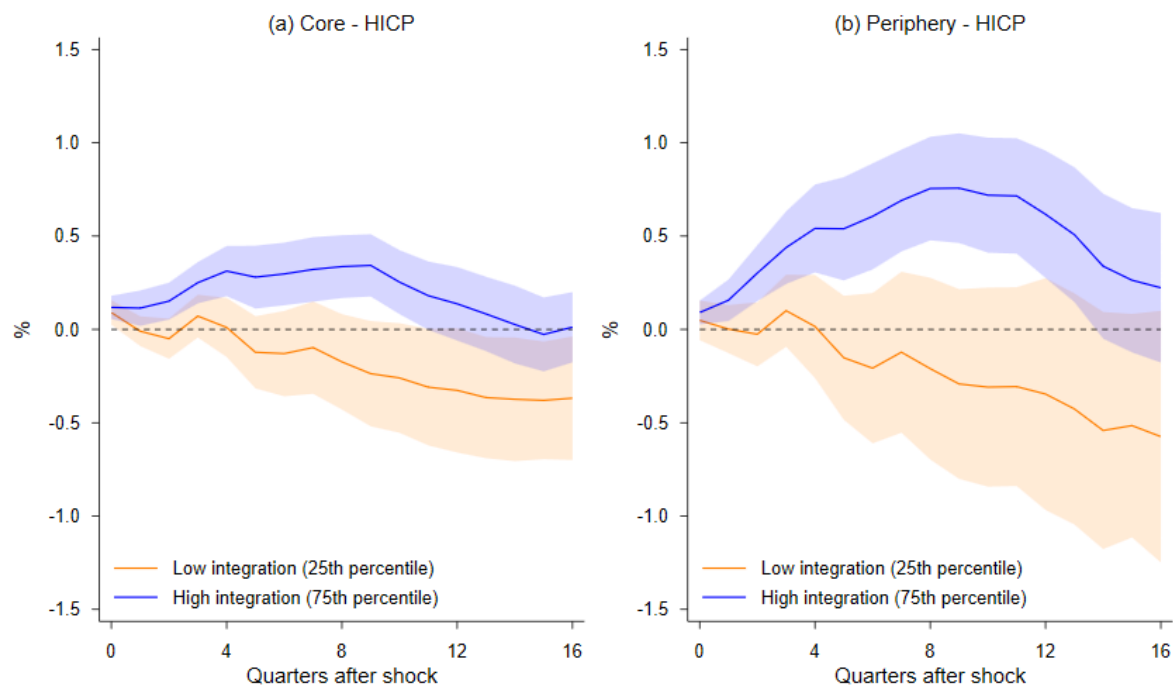 (a) Core - HICP
1.5
1.0
0.5
0.0
-0.5
-1.0
-1.5
%
Low integration (25th percentile)
High integration (75th percentile)
0 4 8 12 16
Quarters after shock
(b) Periphery - HICP
1.5
1.0
0.5
0.0
-0.5
-1.0
-1.5
%
Low integration (25th percentile)
High integration (75th percentile)
0 4 8 12 16
Quarters after shock